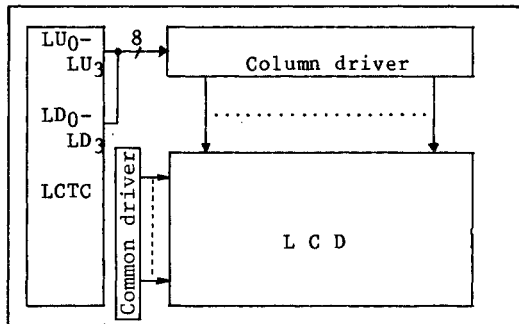 LU0-
LU3
8
Column driver
LD0-
LD3
LCTC
Common driver
L C D